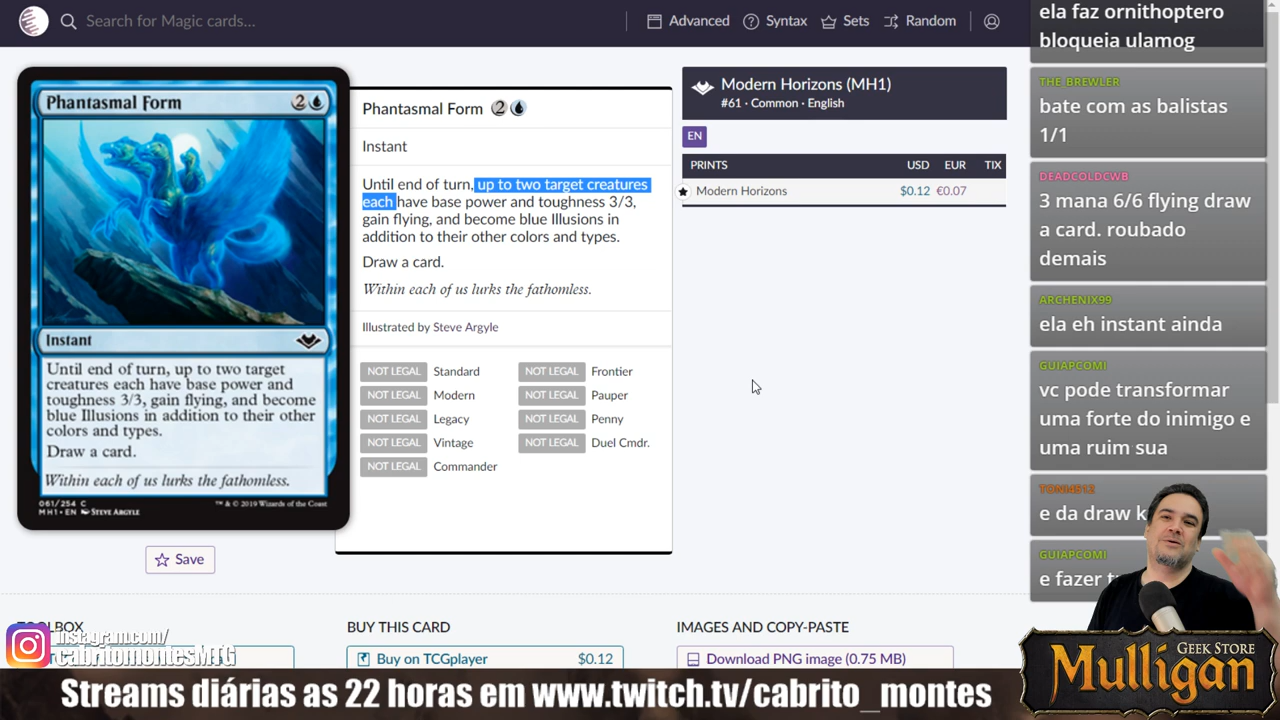 Search for Magic cards...
Advanced
Syntax
Sets
Random
Phantasmal Form 2
Instant
Until end of turn, up to two target
creatures each have base power and
toughness 3/3, gain flying, and become
blue Illusions in addition to their other
colors and types.
Draw a card.
Within each of us lurks the fathomless.
061/254 C
MH1 • EN STEVE ARGYLE
™ & © 2019 Wizards of the Coast
Save
Phantasmal Form 2
Instant
Until end of turn, up to two target creatures
each have base power and toughness 3/3,
gain flying, and become blue Illusions in
addition to their other colors and types.
Draw a card.
Within each of us lurks the fathomless.
Illustrated by Steve Argyle
NOT LEGAL Standard NOT LEGAL Frontier
NOT LEGAL Modern NOT LEGAL Pauper
NOT LEGAL Legacy NOT LEGAL Penny
NOT LEGAL Vintage NOT LEGAL Duel Cmdr.
NOT LEGAL Commander
Modern Horizons (MH1)
#61 · Common · English
EN
PRINTS USD EUR TIX
Modern Horizons $0.12 €0.07
BUY THIS CARD
Buy on TCGplayer $0.12
IMAGES AND COPY-PASTE
Download PNG image (0.75 MB)
ela faz ornithoptero
bloqueia ulamog
THE_BREWLER
bate com as balistas
1/1
DEADCOLDCWB
3 mana 6/6 flying draw
a card. roubado
demais
ARCHENIX99
ela eh instant ainda
GUIAPCOMI
vc pode transformar
uma forte do inimigo e
uma ruim sua
TONI4512
e da draw
GUIAPCOMI
e fazer
instagram.com/
cabritomontesMTG
GEEK STORE
Mulligan
Streams diárias as 22 horas em www.twitch.tv/cabrito_montes